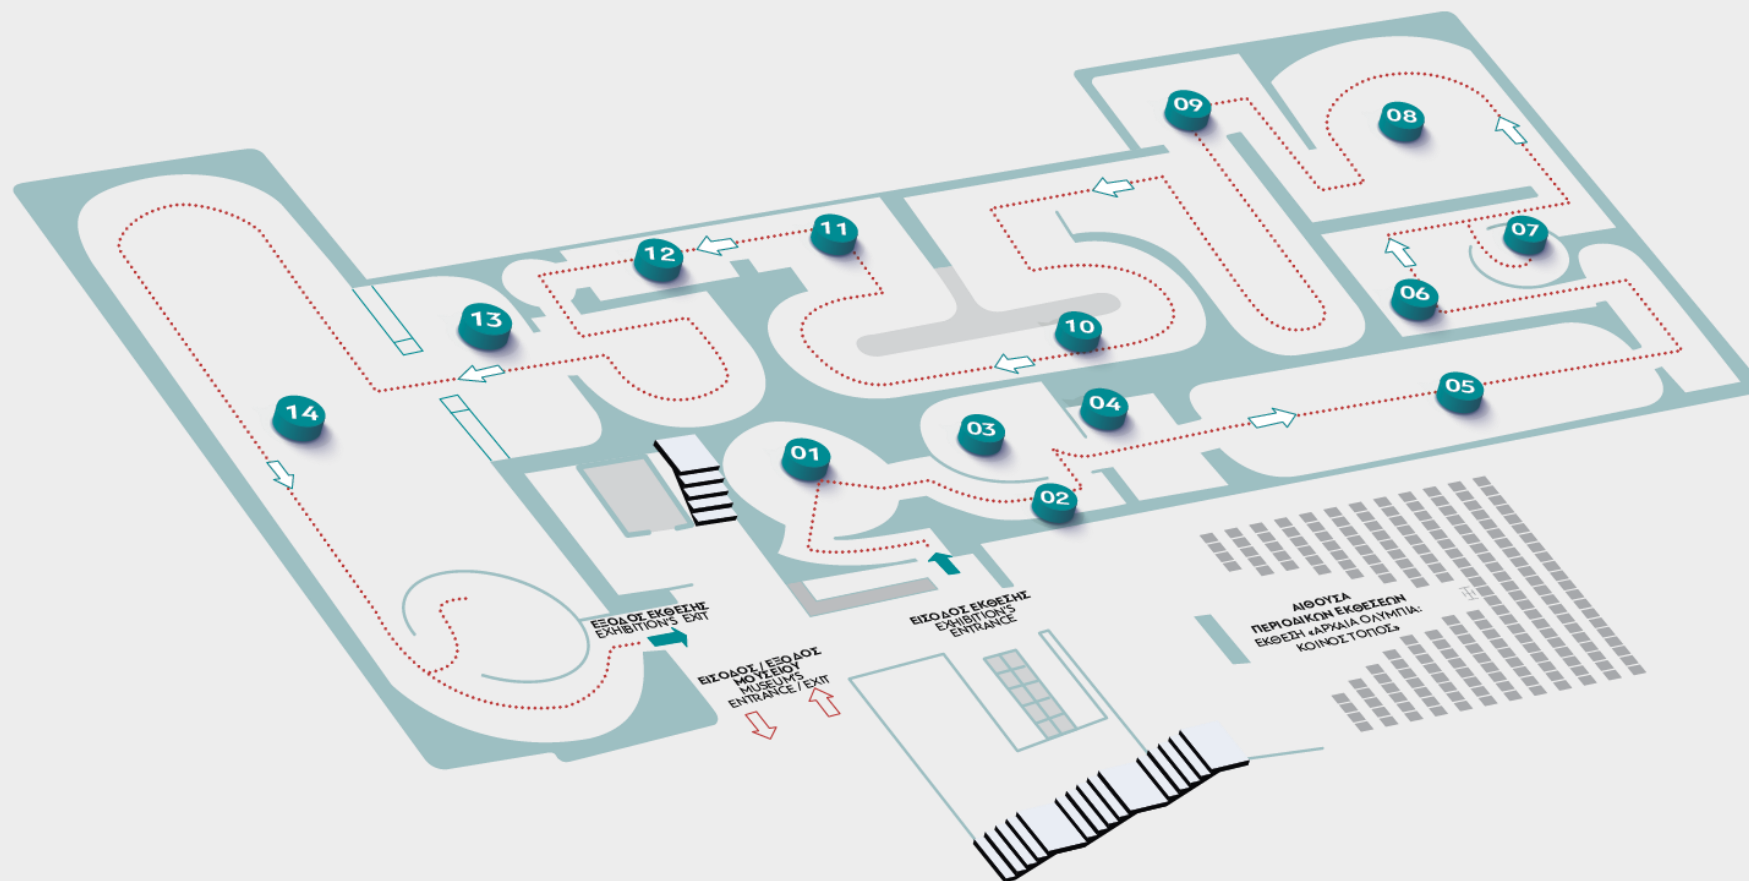 09
08
11
07
12
06
13
10
05
04
14
03
01
02
ΕΞΟΔΟΣ ΕΚΘΕΣΗΣ
EXHIBITION'S EXIT
ΕΙΣΟΔΟΣ ΕΚΘΕΣΗΣ
EXHIBITION'S
ENTRANCE
ΑΙΘΟΥΣΑ
ΠΕΡΙΟΔΙΚΩΝ ΕΚΘΕΣΕΩΝ
ΕΚΘΕΣΗ «ΑΡΧΑΙΑ ΟΛΥΜΠΙΑ:
ΚΟΙΝΟΣ ΤΟΠΟΣ»
ΕΙΣΟΔΟΣ / ΕΞΟΔΟΣ
ΜΟΥΣΕΙΟΥ
MUSEUM'S
ENTRANCE / EXIT